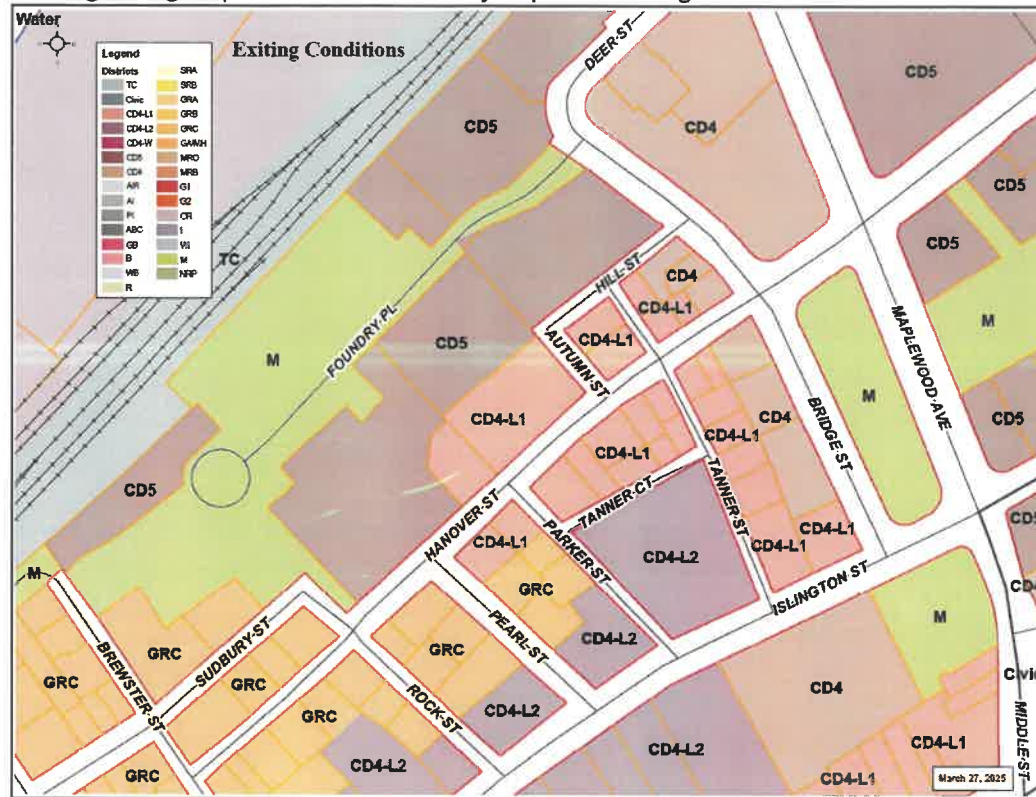 Water
Exiting Conditions
Legend
Districts
TC
Civic
CD4-L1
CD4-L2
CD4-W
CD5
CD4
AIR
AI
PI
ABC
GB
B
WB
R
SRA
SRB
GRA
GRB
GRC
GA/MH
MRO
MRB
G1
G2
OR
I
WI
M
NRP
DEER ST
CD5
CD5
CD4
CD5
TC
HILL ST
CD4
CD5
CD4-L1
FOUNDRY PL
CD5
CD4-L1
M
M
AUTUMN ST
MAPLEWOOD AVE
M
CD4-L1
CD4
BRIDGE ST
CD5
CD4-L1
CD4-L1
CD5
TANNER CT
TANNER ST
HANOVER ST
CD4-L1
PARKER ST
CD4-L1
CD4-L1
CD4-L2
M
GRC
ISLINGTON ST
M
PEARL ST
CD4-L2
GRC
SUDBURY ST
GRC
GRC
BREWSTER ST
GRC
GRC
ROCK ST
CD4-L2
CD4
MIDDLE ST
GRC
CD4-L2
CD4-L2
CD4-L1
CD4-L1
March 27, 2025